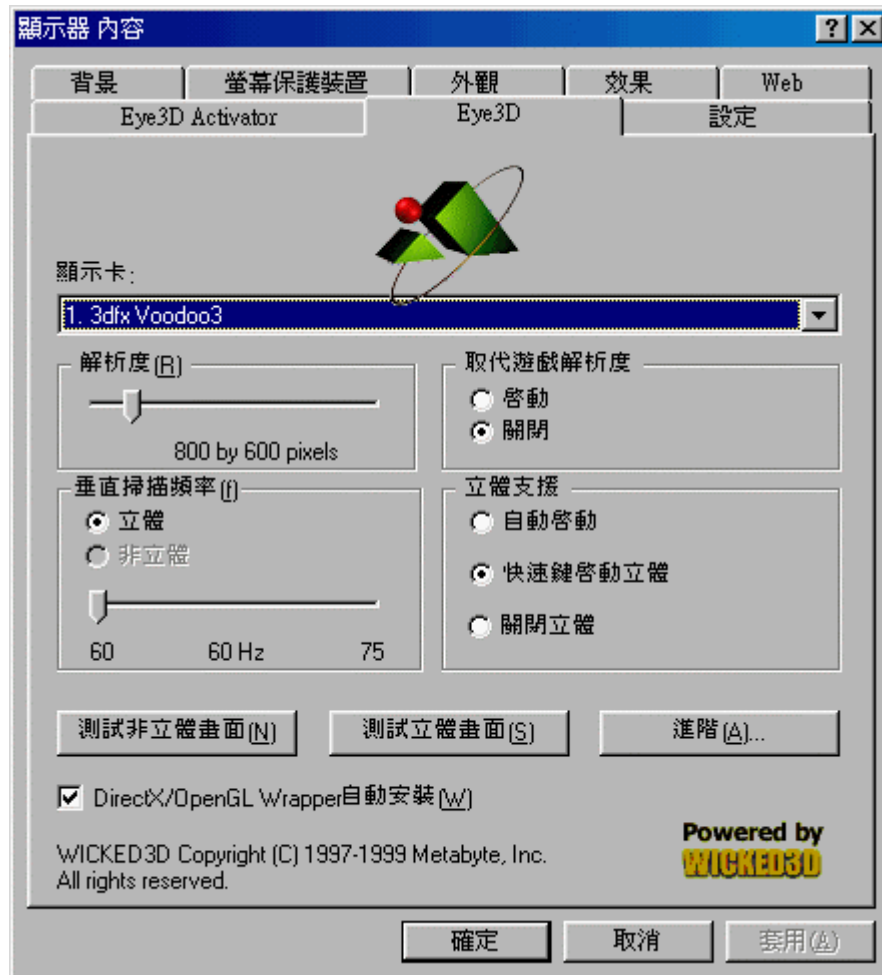 顯示器 內容
背景 螢幕保護裝置 外觀 效果 Web
Eye3D Activator Eye3D 設定
顯示卡:
1. 3dfx Voodoo3
解析度(R)
800 by 600 pixels
取代遊戲解析度
啓動
關閉
垂直掃描頻率(f)
立體
非立體
60 60 Hz 75
立體支援
自動啓動
快速鍵啓動立體
關閉立體
測試非立體畫面(N) 測試立體畫面(S) 進階(A)...
DirectX/OpenGL Wrapper自動安裝(W)
WICKED3D Copyright (C) 1997-1999 Metabyte, Inc.
All rights reserved.
Powered by
WICKED3D
確定 取消 套用(A)